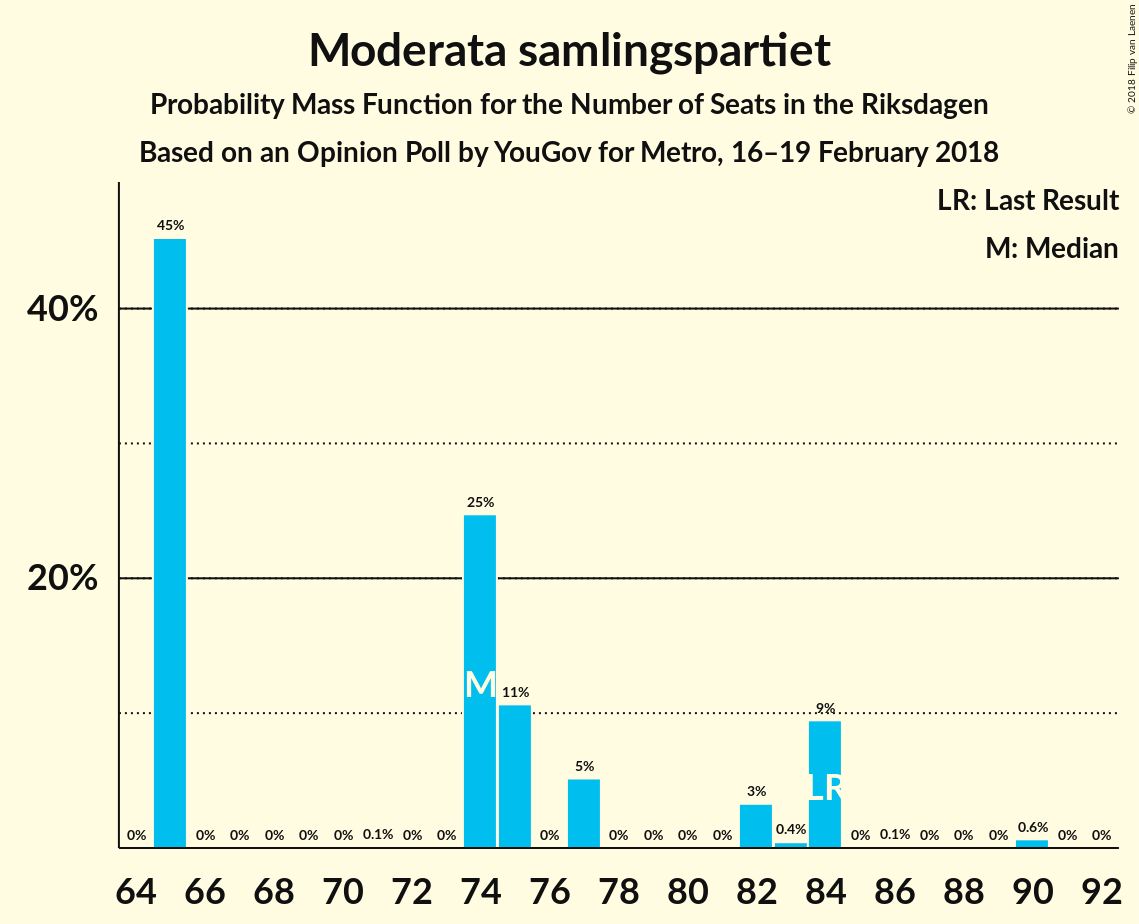 © 2018 Filip van Laenen
Moderata samlingspartiet
Probability Mass Function for the Number of Seats in the Riksdagen
Based on an Opinion Poll by YouGov for Metro, 16–19 February 2018
LR: Last Result
M: Median
40%
20%
45%
25%
11%
5%
3%
0.4%
9%
0.6%
0% 0% 0% 0% 0% 0% 0.1% 0% 0% 0% 0% 0% 0% 0% 0% 0.1% 0% 0% 0% 0% 0%
M
LR
64 66 68 70 72 74 76 78 80 82 84 86 88 90 92